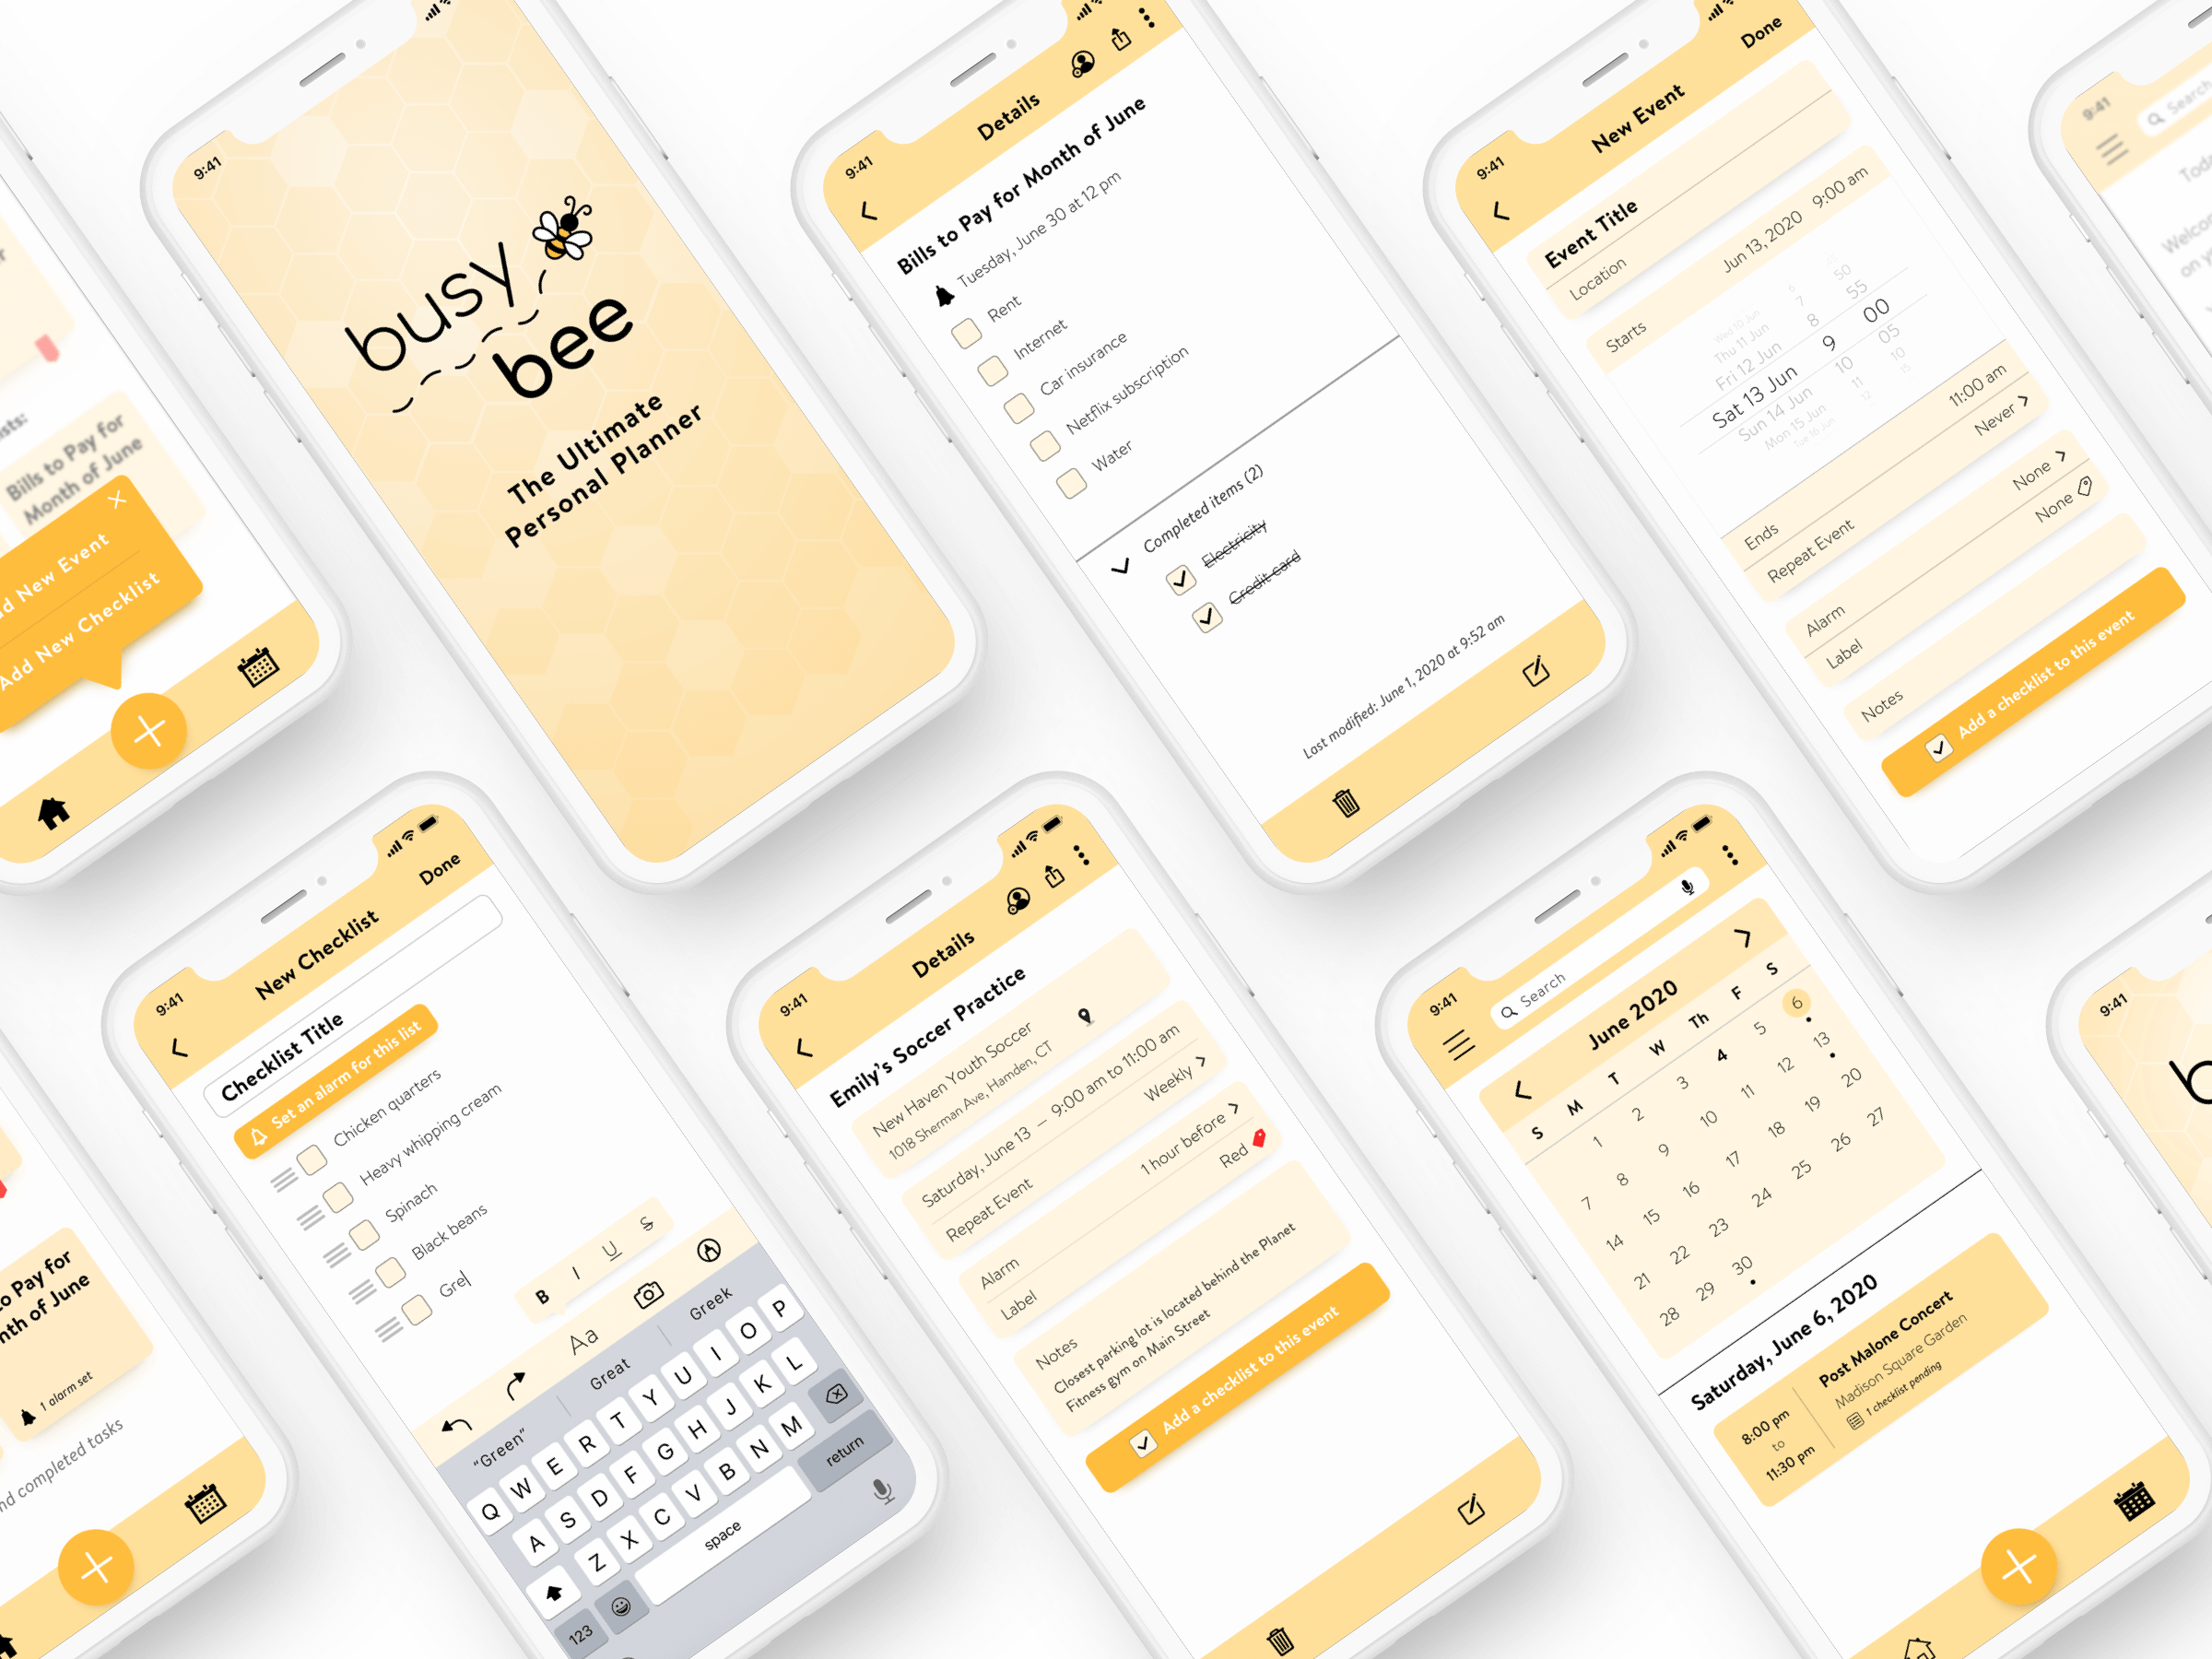 sts:
Bills to Pay for
Month of June
d New Event
Add New Checklist
9:41
busy
bee
The Ultimate
Personal Planner
9:41
Details
Bills to Pay for Month of June
Tuesday, June 30 at 12 pm
Rent
Internet
Car insurance
Netflix subscription
Water
Completed items (2)
Electricity
Credit card
Last modified: June 1, 2020 at 9:52 am
9:41
New Event
Done
Event Title
Location
Starts
Jun 13, 2020 9:00 am
Wed 10 Jun 6 50
Thu 11 Jun 7 55
Fri 12 Jun 8
Sat 13 Jun 9 00
Sun 14 Jun 10 05
Mon 15 Jun 11 10
Tue 16 Jun 12 15
Ends 11:00 am
Repeat Event Never
Alarm None
Label None
Notes
Add a checklist to this event
9:41
Search
o Pay for
nth of June
1 alarm set
nd completed tasks
9:41
New Checklist
Done
Checklist Title
Set an alarm for this list
Chicken quarters
Heavy whipping cream
Spinach
Black beans
Gre
B I U S
Aa
"Green" Great Greek
Q W E R T Y U I O P
A S D F G H J K L
Z X C V B N M
123 space return
9:41
Details
Emily's Soccer Practice
New Haven Youth Soccer
1018 Sherman Ave, Hamden, CT
Saturday, June 13 – 9:00 am to 11:00 am
Repeat Event Weekly
Alarm 1 hour before
Label Red
Notes
Closest parking lot is located behind the Planet
Fitness gym on Main Street
Add a checklist to this event
9:41
Search
June 2020
S M T W Th F S
1 2 3 4 5 6
7 8 9 10 11 12 13
14 15 16 17 18 19 20
21 22 23 24 25 26 27
28 29 30
Saturday, June 6, 2020
8:00 pm
to
11:30 pm
Post Malone Concert
Madison Square Garden
1 checklist pending
9:41
b